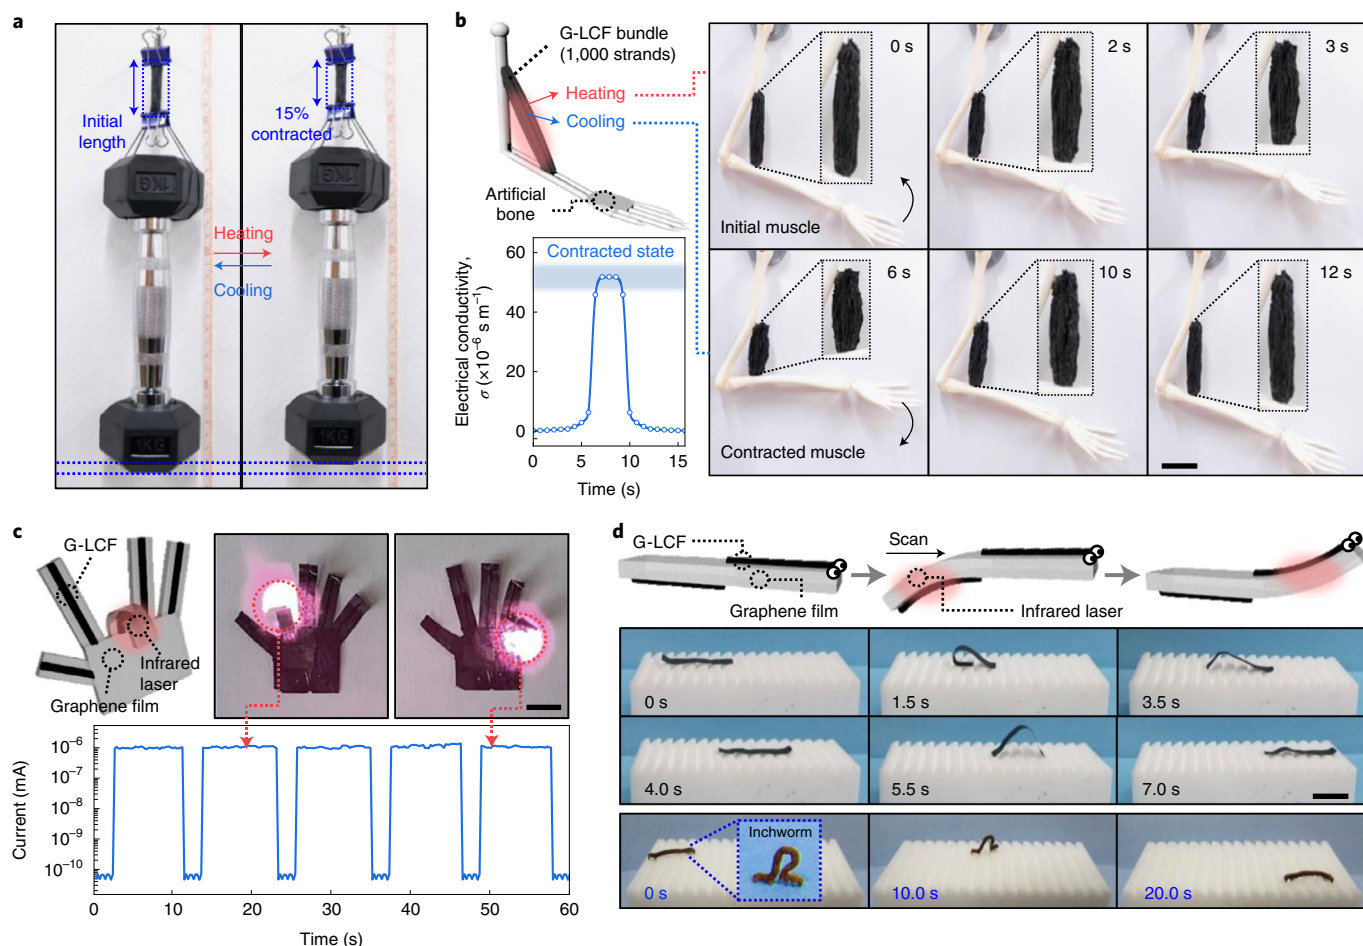 a
Initial
length
15%
contracted
1KG
1KG
Heating
Cooling
1KG
1KG
b
G-LCF bundle
(1,000 strands)
Heating
Cooling
Artificial
bone
0 s
2 s
3 s
Initial muscle
6 s
10 s
12 s
Contracted muscle
Contracted state
60
40
20
0
Electrical conductivity,
σ (×10⁻⁶ s m⁻¹)
0
5
10
15
Time (s)
c
G-LCF
Infrared
laser
Graphene film
10⁻⁶
10⁻⁷
10⁻⁸
10⁻⁹
10⁻¹⁰
Current (mA)
0
10
20
30
40
50
60
Time (s)
d
G-LCF
Graphene film
Scan
Infrared laser
0 s
1.5 s
3.5 s
4.0 s
5.5 s
7.0 s
Inchworm
0 s
10.0 s
20.0 s